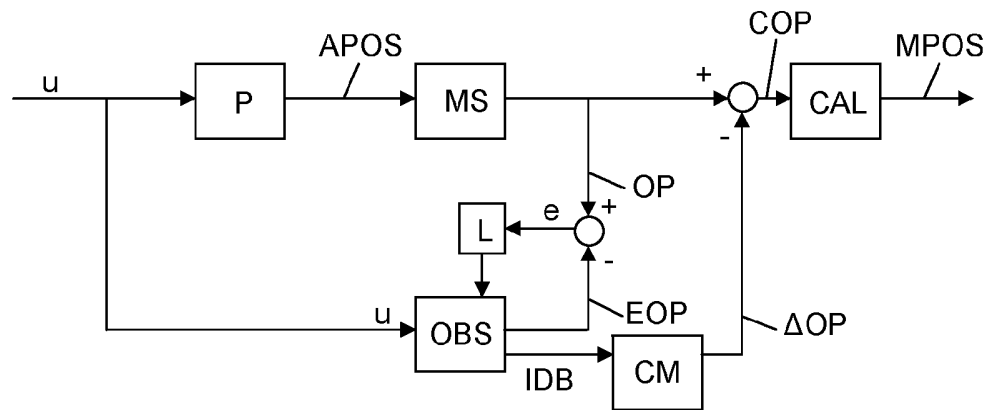 COP
APOS
MPOS
u
P
MS
+
CAL
-
OP
e
+
L
-
u
OBS
EOP
ΔOP
IDB
CM